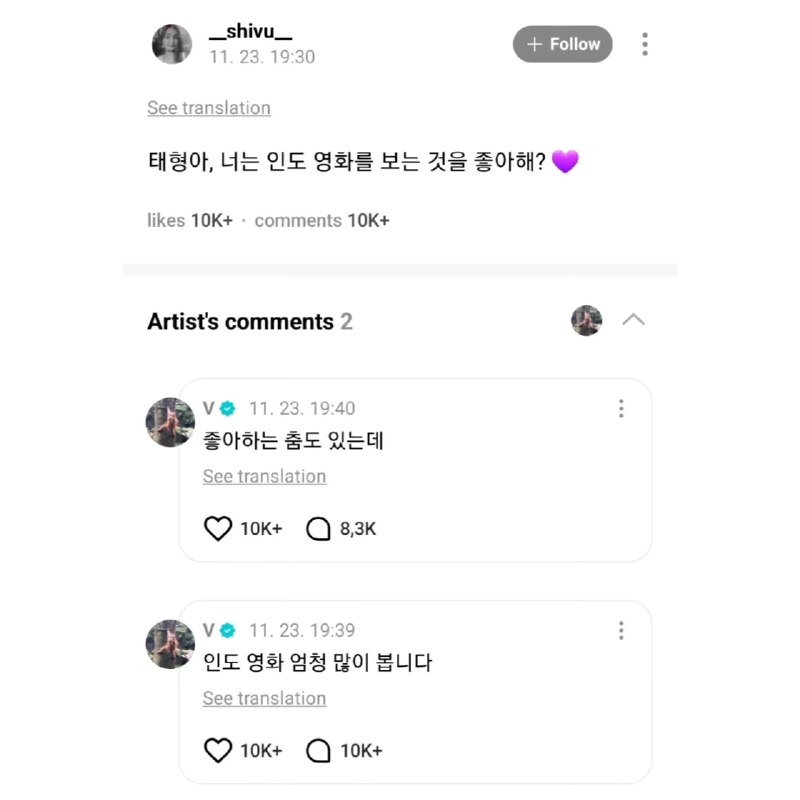 __shivu__
+ Follow
11. 23. 19:30
See translation
태형아, 너는 인도 영화를 보는 것을 좋아해?💜
likes 10K+ · comments 10K+
Artist's comments 2
V 11. 23. 19:40
좋아하는 춤도 있는데
See translation
10K+ 8,3K
V 11. 23. 19:39
인도 영화 엄청 많이 봅니다
See translation
10K+ 10K+